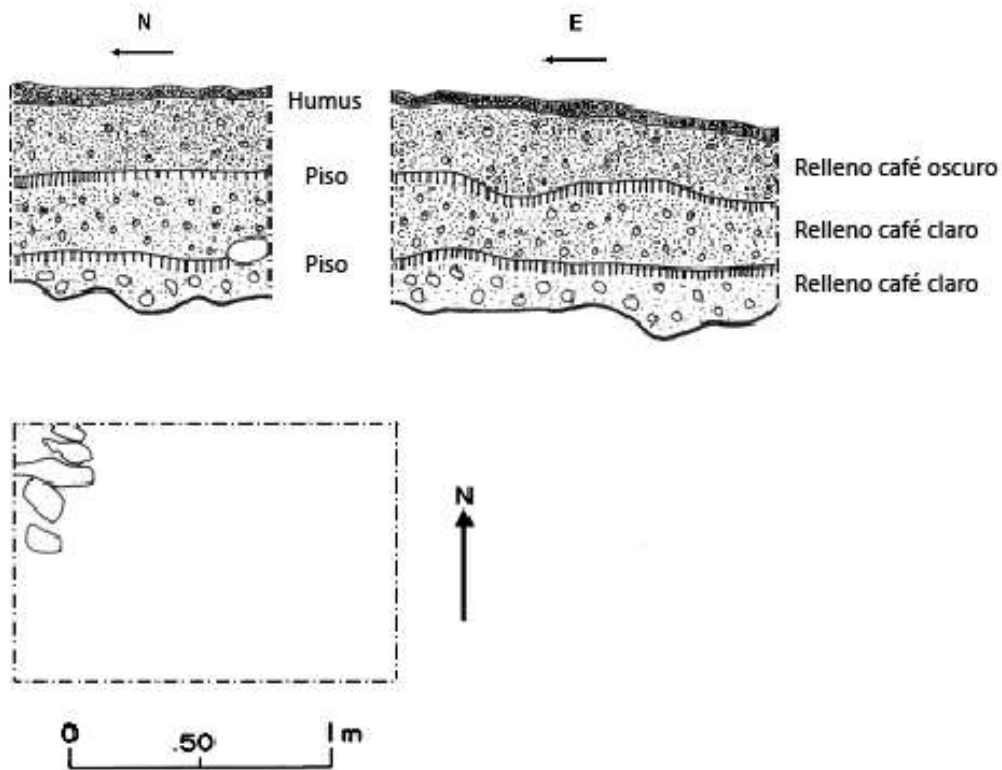 N
E
Humus
Piso
Piso
Relleno café oscuro
Relleno café claro
Relleno café claro
N
0 .50 1 m